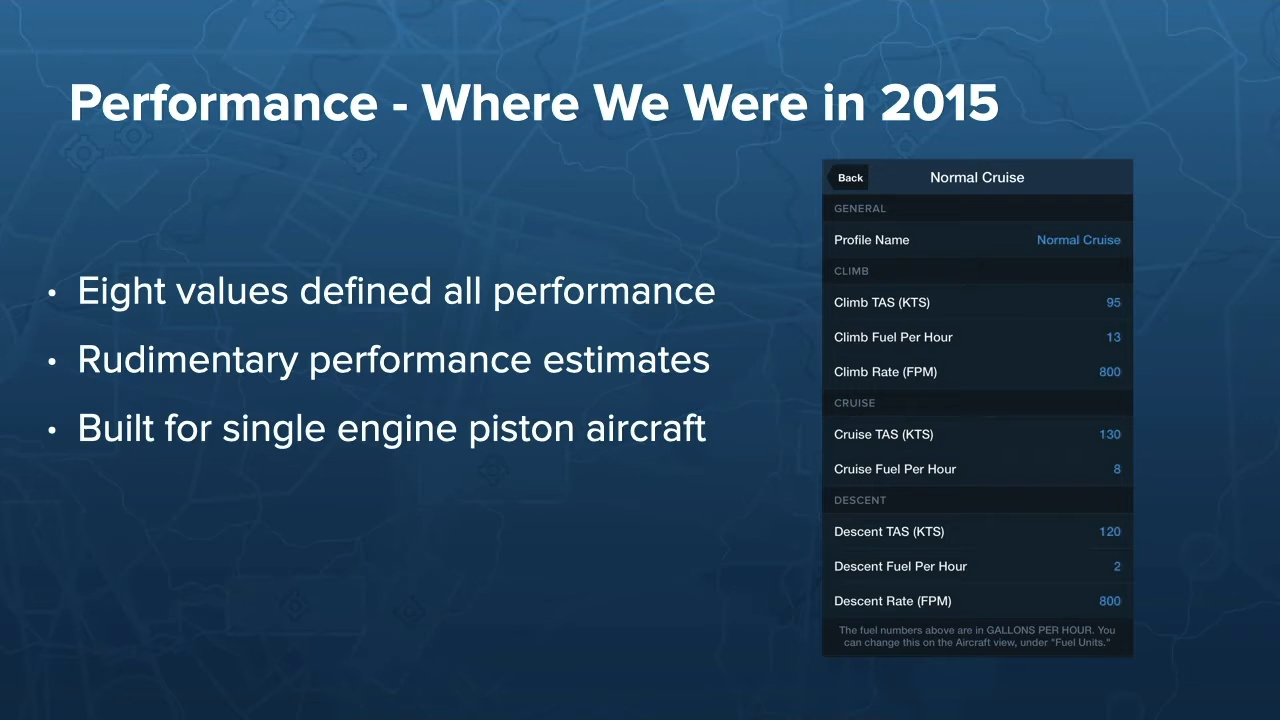 Performance - Where We Were in 2015
• Eight values defined all performance
• Rudimentary performance estimates
• Built for single engine piston aircraft
Back Normal Cruise
GENERAL
Profile Name Normal Cruise
CLIMB
Climb TAS (KTS) 95
Climb Fuel Per Hour 13
Climb Rate (FPM) 800
CRUISE
Cruise TAS (KTS) 130
Cruise Fuel Per Hour 8
DESCENT
Descent TAS (KTS) 120
Descent Fuel Per Hour 2
Descent Rate (FPM) 800
The fuel numbers above are in GALLONS PER HOUR. You
can change this on the Aircraft view, under "Fuel Units."